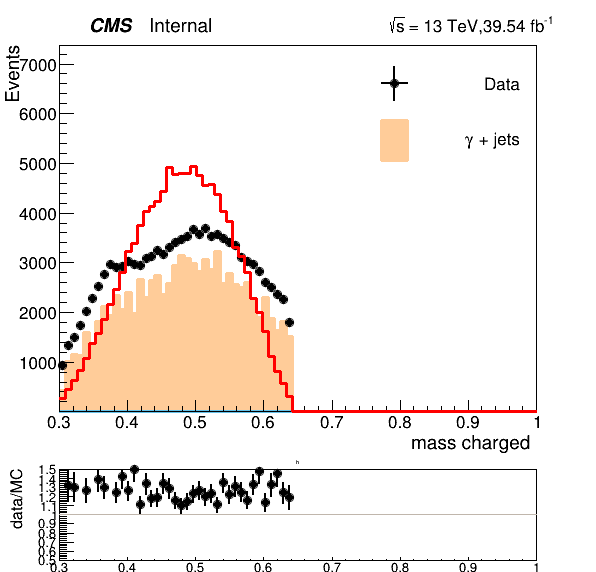 CMS Internal √s = 13 TeV,39.54 fb⁻¹
Events
7000
6000
5000
4000
3000
2000
1000
Data
γ + jets
0.3 0.4 0.5 0.6 0.7 0.8 0.9 1
mass charged
h
data/MC
1.5
1.4
1.3
1.2
1.1
1
0.9
0.8
0.7
0.6
0.5
0.3 0.4 0.5 0.6 0.7 0.8 0.9 1